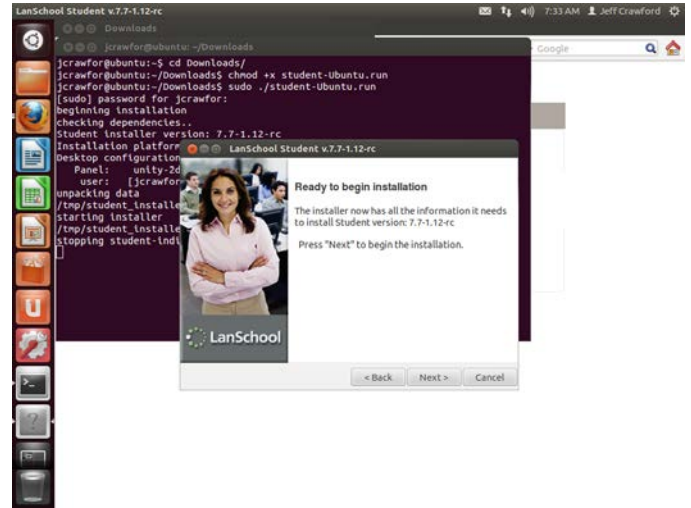 LanSchool Student v.7.7-1.12-rc
7:33 AM Jeff Crawford
Downloads
jcrawfor@ubuntu: ~/Downloads
Google
jcrawfor@ubuntu:~$ cd Downloads/
jcrawfor@ubuntu:~/Downloads$ chmod +x student-Ubuntu.run
jcrawfor@ubuntu:~/Downloads$ sudo ./student-Ubuntu.run
[sudo] password for jcrawfor:
beginning installation
checking dependencies..
Student installer version: 7.7-1.12-rc
Installation platform
Desktop configuration
Panel: unity-2d
user: [jcrawfor
unpacking data
/tmp/student_installe
starting installer
/tmp/student_installe
stopping student-indi
LanSchool Student v.7.7-1.12-rc
Ready to begin installation
The installer now has all the information it needs
to install Student version: 7.7-1.12-rc
Press "Next" to begin the installation.
LanSchool
< Back
Next >
Cancel